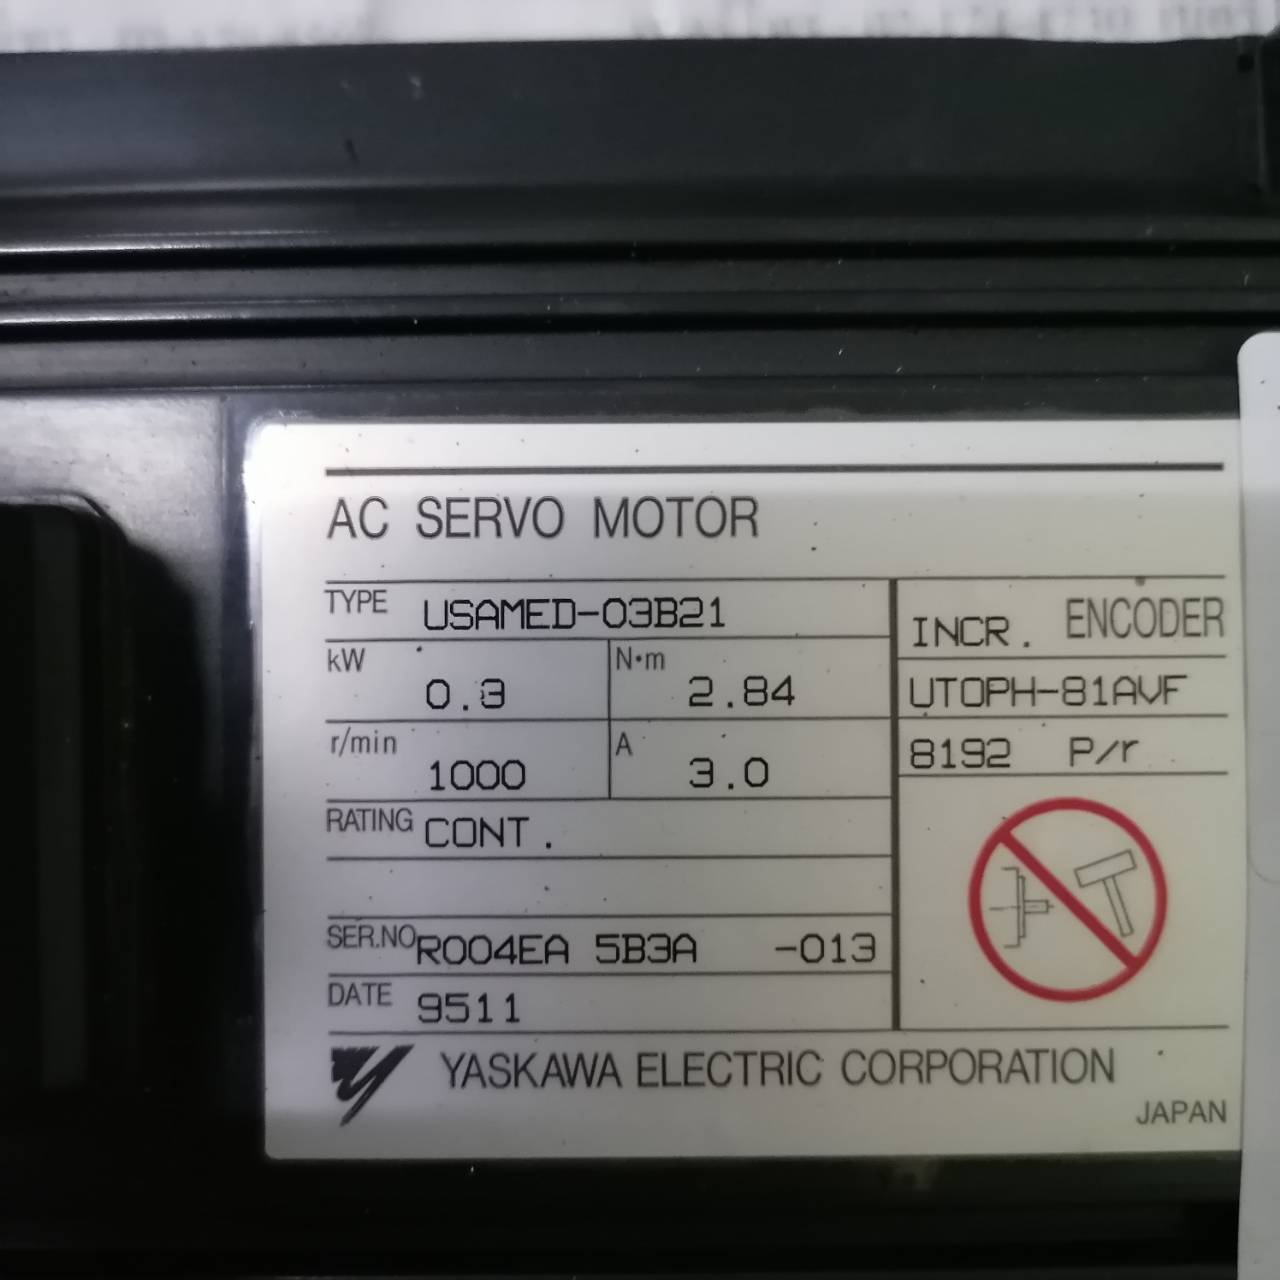 AC SERVO MOTOR
TYPE USAMED-03B21
INCR. ENCODER
kW 0.3
N·m 2.84
UTOPH-81AVF
r/min 1000
A 3.0
8192 P/r
RATING CONT.
SER.NO R004EA 5B3A -013
DATE 9511
YASKAWA ELECTRIC CORPORATION
JAPAN